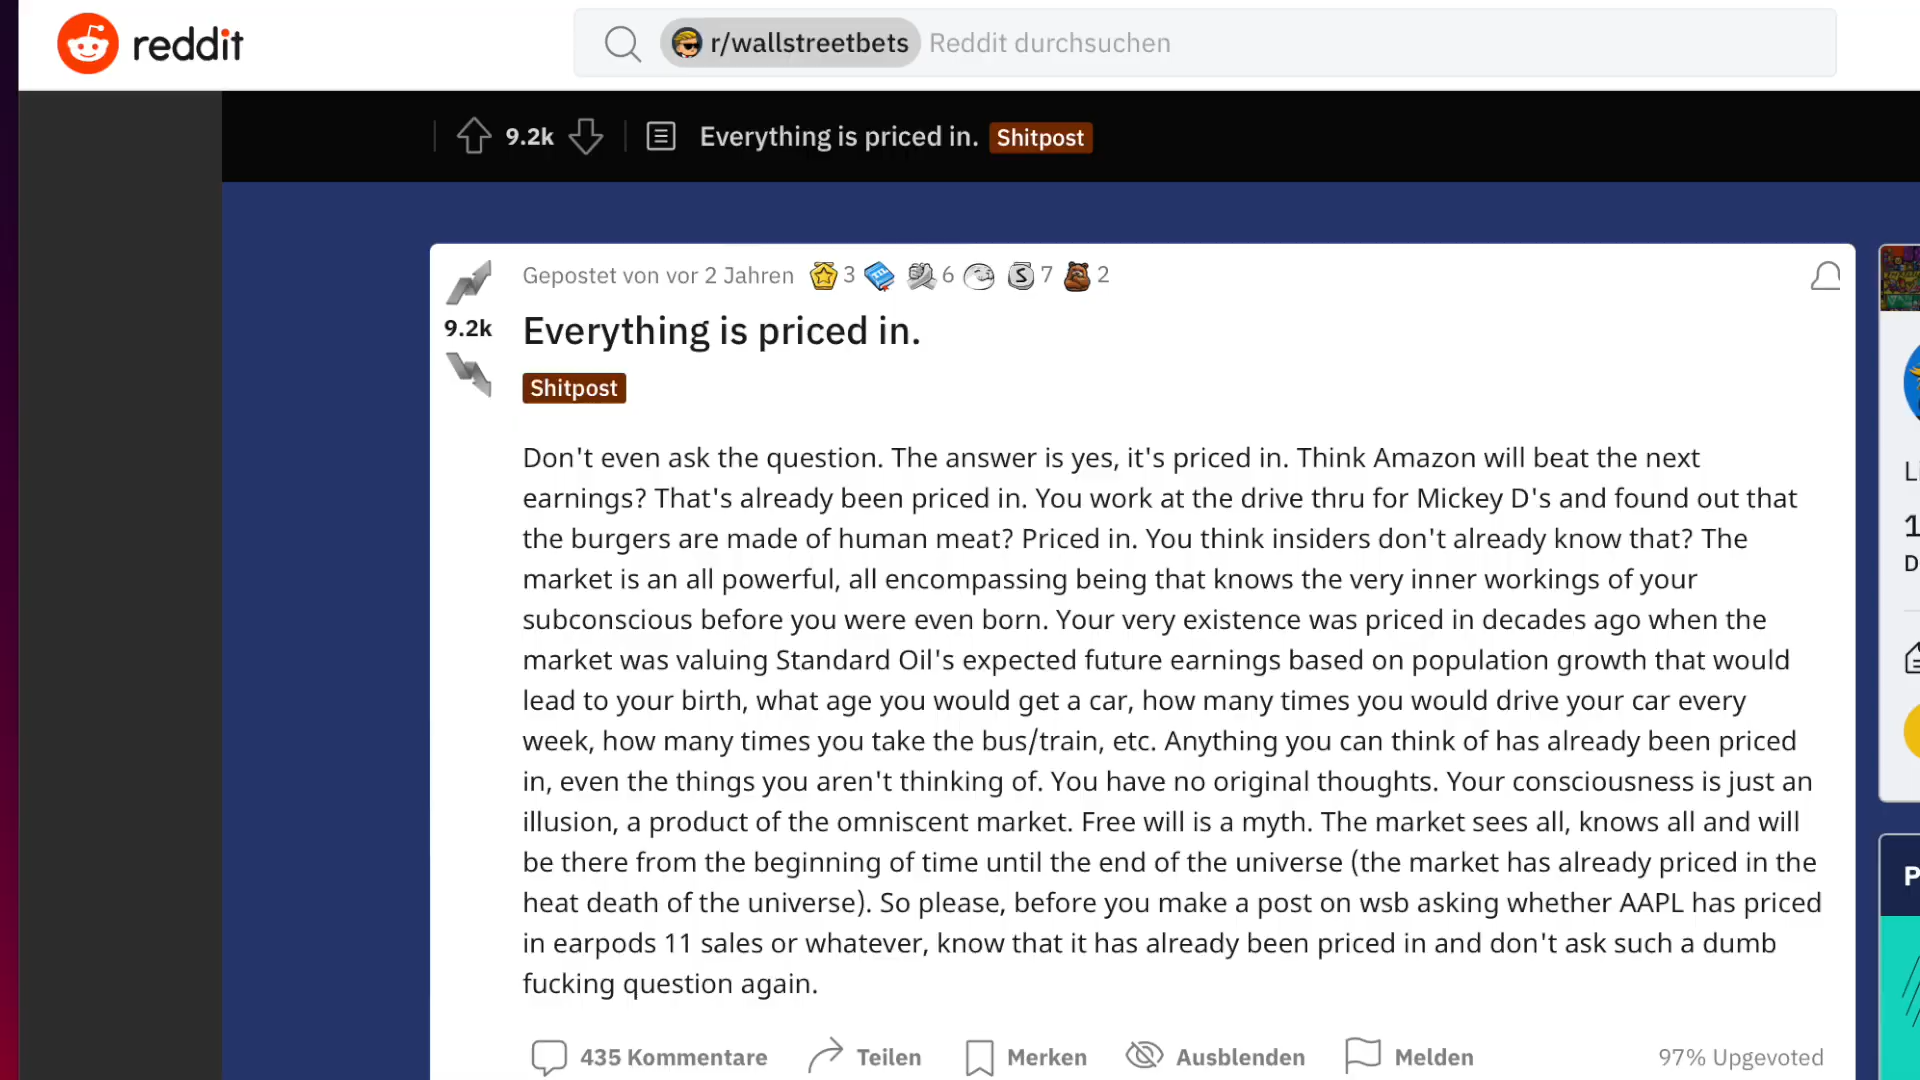 reddit
r/wallstreetbets Reddit durchsuchen
9.2k Everything is priced in. Shitpost
Gepostet von vor 2 Jahren 3 6 7 2
9.2k
Everything is priced in.
Shitpost
Don't even ask the question. The answer is yes, it's priced in. Think Amazon will beat the next
earnings? That's already been priced in. You work at the drive thru for Mickey D's and found out that
the burgers are made of human meat? Priced in. You think insiders don't already know that? The
market is an all powerful, all encompassing being that knows the very inner workings of your
subconscious before you were even born. Your very existence was priced in decades ago when the
market was valuing Standard Oil's expected future earnings based on population growth that would
lead to your birth, what age you would get a car, how many times you would drive your car every
week, how many times you take the bus/train, etc. Anything you can think of has already been priced
in, even the things you aren't thinking of. You have no original thoughts. Your consciousness is just an
illusion, a product of the omniscent market. Free will is a myth. The market sees all, knows all and will
be there from the beginning of time until the end of the universe (the market has already priced in the
heat death of the universe). So please, before you make a post on wsb asking whether AAPL has priced
in earpods 11 sales or whatever, know that it has already been priced in and don't ask such a dumb
fucking question again.
435 Kommentare Teilen Merken Ausblenden Melden 97% Upgevoted